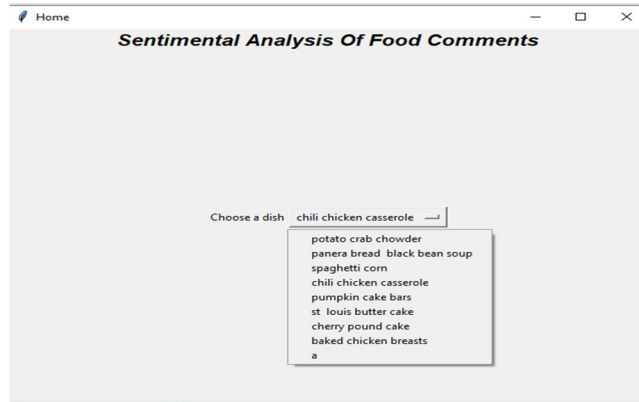 Home
Sentimental Analysis Of Food Comments
Choose a dish chili chicken casserole
potato crab chowder
panera bread  black bean soup
spaghetti corn
chili chicken casserole
pumpkin cake bars
st  louis butter cake
cherry pound cake
baked chicken breasts
a